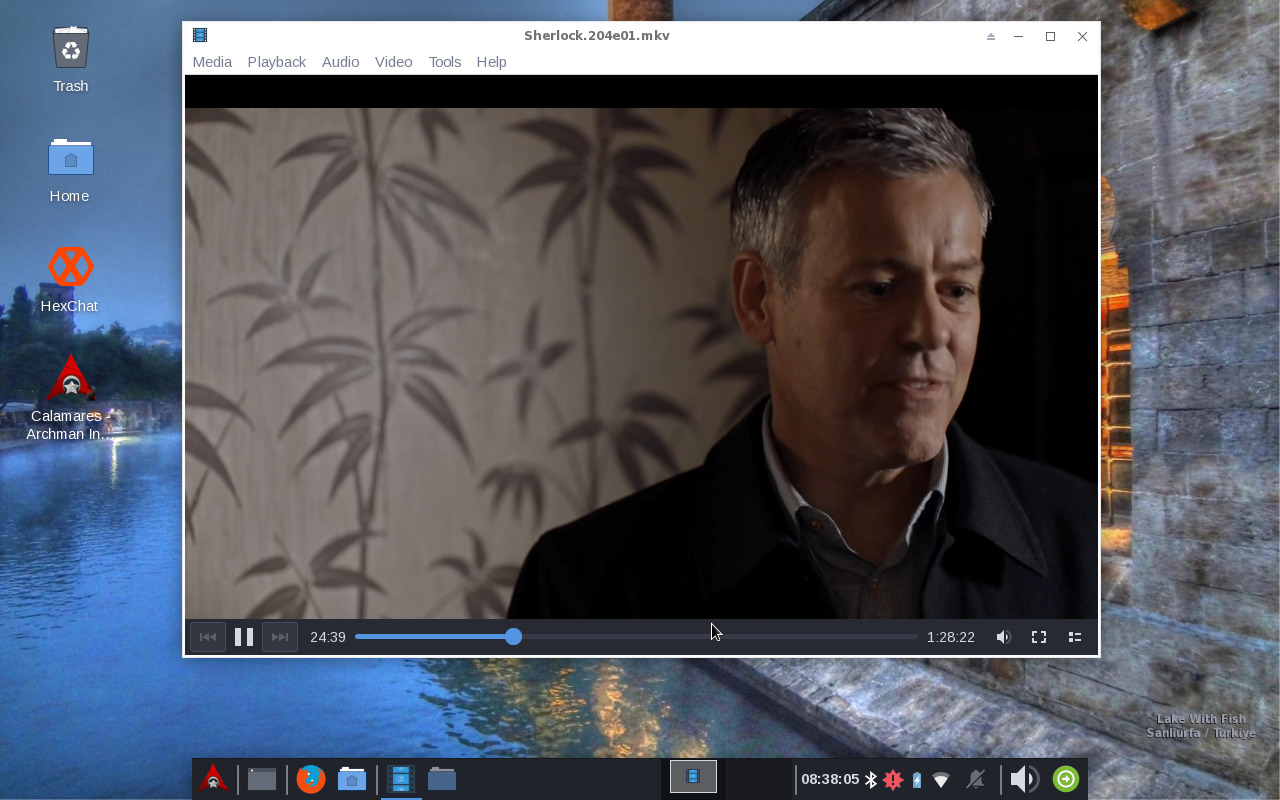 Sherlock.204e01.mkv
Media Playback Audio Video Tools Help
Trash
Home
HexChat
Calamares -
Archman In...
24:39
1:28:22
Lake With Fish
Sanliurfa / Turkiye
08:38:05